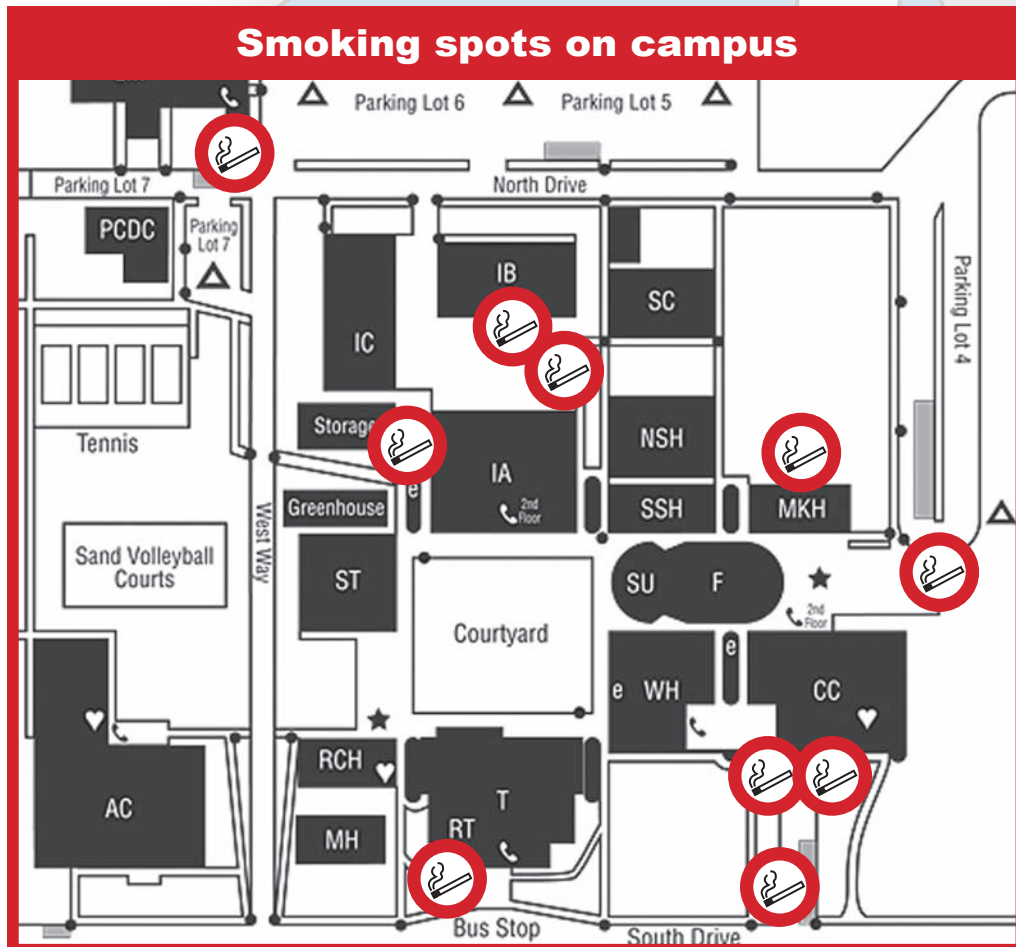 Smoking spots on campus
Parking Lot 6
Parking Lot 5
Parking Lot 7
North Drive
PCDC
Parking
Lot 7
IB
SC
Parking Lot 4
IC
Tennis
Storage
NSH
IA
e
2nd
Floor
Greenhouse
SSH
MKH
West Way
Sand Volleyball
Courts
ST
SU
F
2nd
Floor
Courtyard
e
e
WH
CC
RCH
AC
T
RT
MH
Bus Stop
South Drive